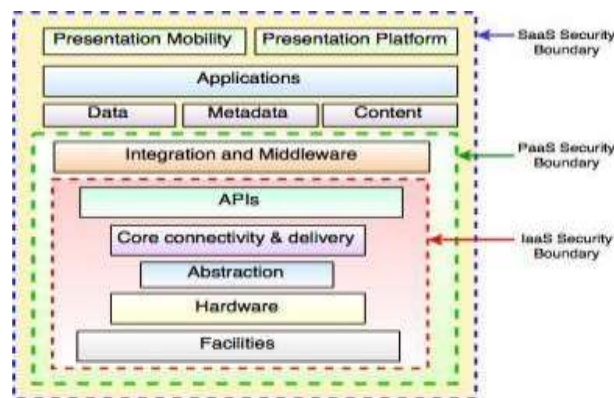 Presentation Mobility
Presentation Platform
SaaS Security
Boundary
Applications
Data
Metadata
Content
Integration and Middleware
PaaS Security
Boundary
APIs
Core connectivity & delivery
IaaS Security
Boundary
Abstraction
Hardware
Facilities